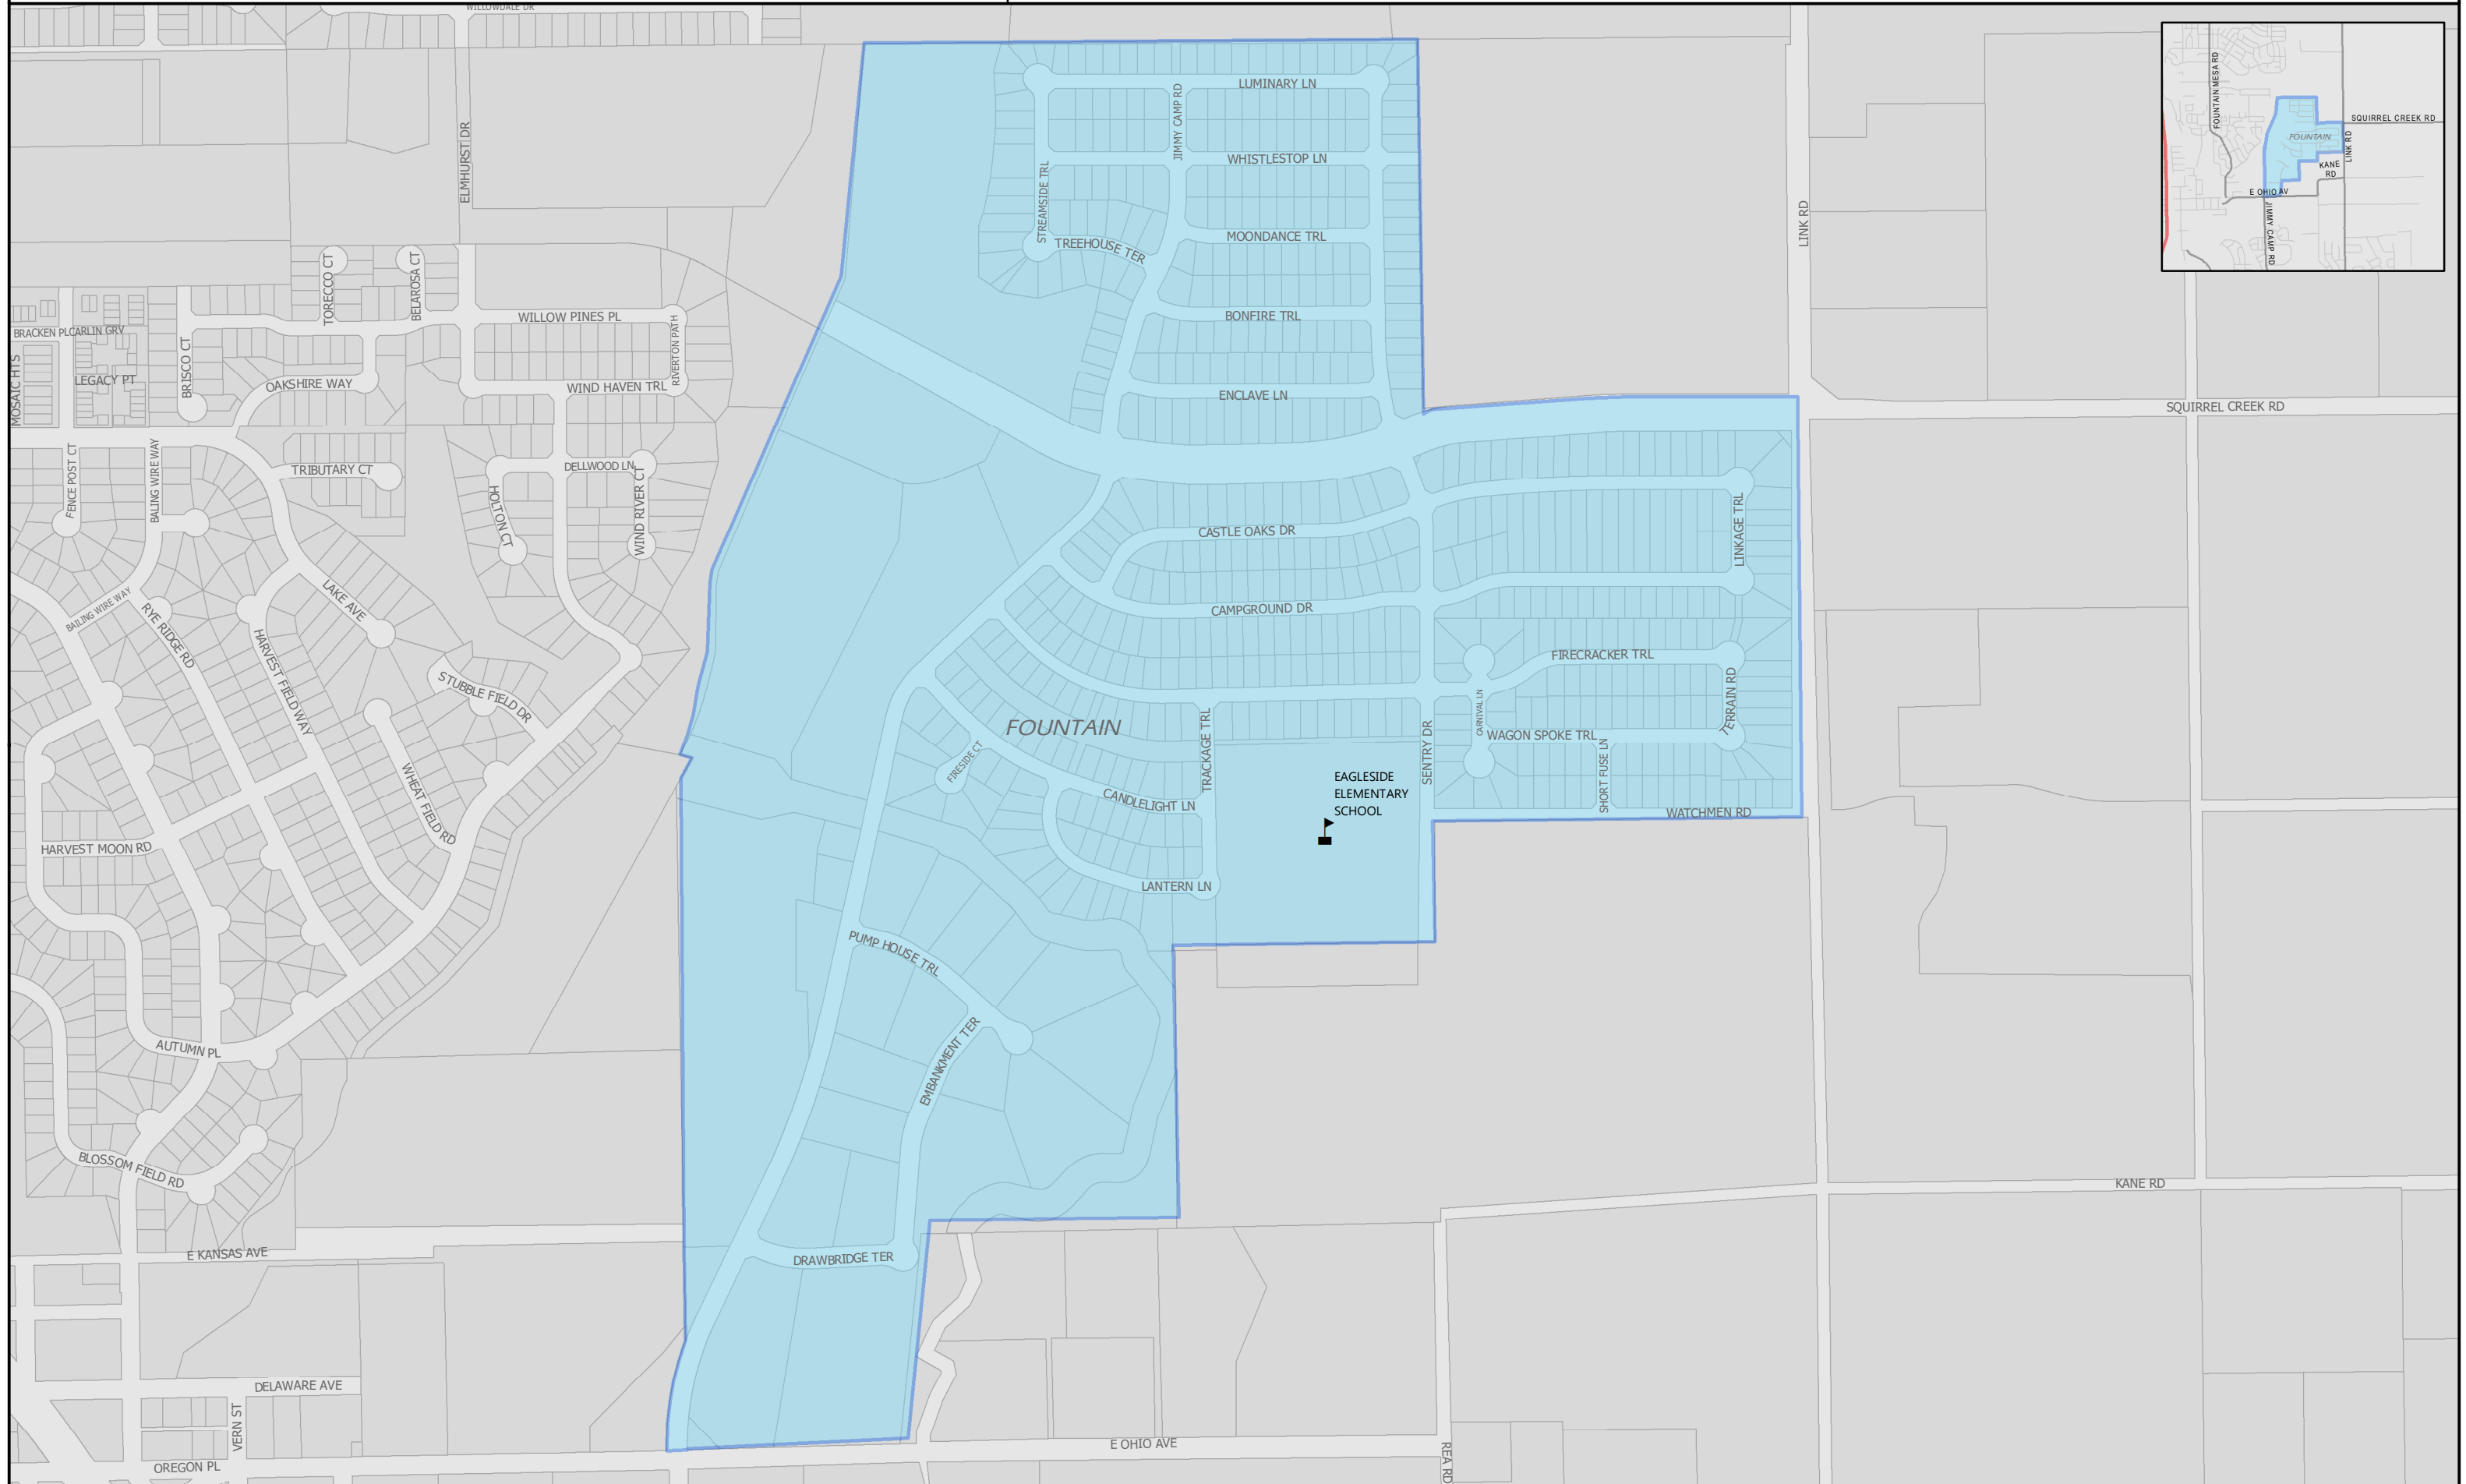 WILLOWDALE DR
FOUNTAIN MESA RD
SQUIRREL CREEK RD
FOUNTAIN
LINK RD
KANE
RD
E OHIO AV
JIMMY CAMP RD
LUMINARY LN
JIMMY CAMP RD
ELMHURST DR
WHISTLESTOP LN
STREAMSIDE TRL
LINK RD
MOONDANCE TRL
TREEHOUSE TER
TORECCO CT
BELAROSA CT
WILLOW PINES PL
BONFIRE TRL
BRACKEN PL
CARLIN GRV
RIVERTON PATH
BRISCO CT
MOSAIC HTS
LEGACY PT
OAKSHIRE WAY
WIND HAVEN TRL
ENCLAVE LN
SQUIRREL CREEK RD
FENCE POST CT
BALING WIRE WAY
TRIBUTARY CT
DELLWOOD LN
HOLTON CT
WIND RIVER CT
CASTLE OAKS DR
LINKAGE TRL
LAKE AVE
BAILING WIRE WAY
RYE RIDGE RD
CAMPGROUND DR
HARVEST FIELD WAY
FIRECRACKER TRL
STUBBLE FIELD DR
TERRAIN RD
CARNIVAL LN
FOUNTAIN
TRACKAGE TRL
SENTRY DR
WAGON SPOKE TRL
FIRESIDE CT
SHORT FUSE LN
EAGLESIDE
ELEMENTARY
SCHOOL
WHEAT FIELD RD
CANDLELIGHT LN
WATCHMEN RD
HARVEST MOON RD
LANTERN LN
PUMP HOUSE TRL
AUTUMN PL
EMBANKMENT TER
BLOSSOM FIELD RD
KANE RD
E KANSAS AVE
DRAWBRIDGE TER
DELAWARE AVE
VERN ST
E OHIO AVE
REA RD
OREGON PL